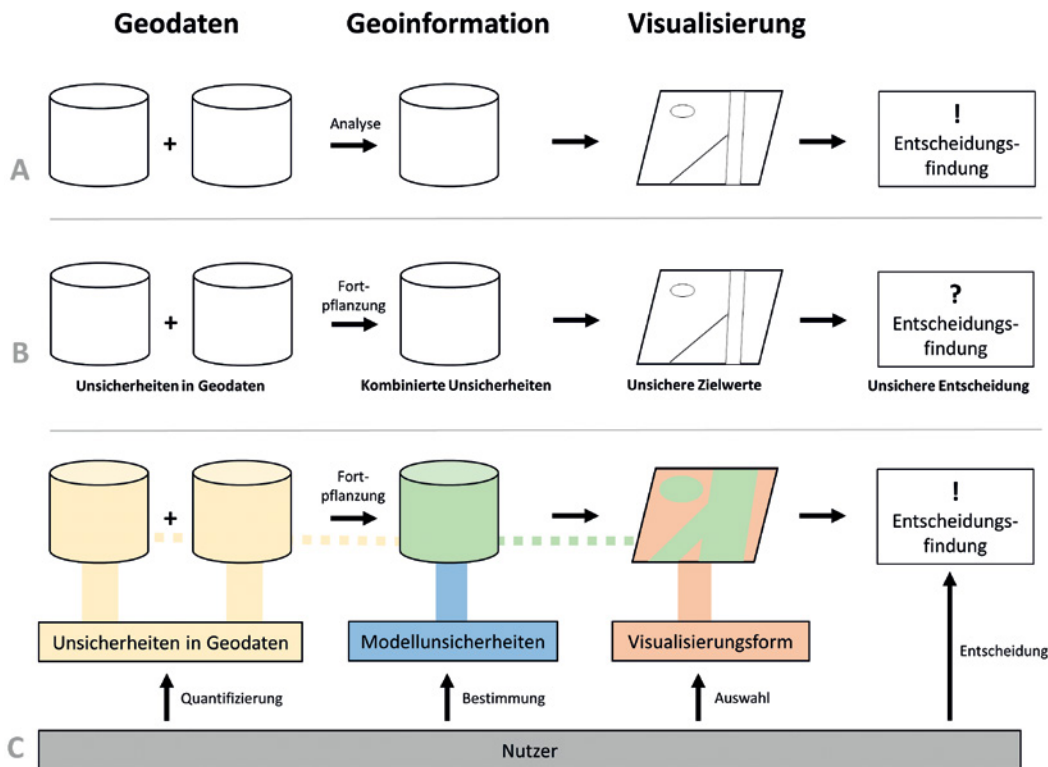 Geodaten
Geoinformation
Visualisierung
A
+
Analyse
!
Entscheidungs-
findung
B
+
Fort-
pflanzung
?
Entscheidungs-
findung
Unsicherheiten in Geodaten
Kombinierte Unsicherheiten
Unsichere Zielwerte
Unsichere Entscheidung
+
Fort-
pflanzung
!
Entscheidungs-
findung
Unsicherheiten in Geodaten
Modellunsicherheiten
Visualisierungsform
Quantifizierung
Bestimmung
Auswahl
Entscheidung
C
Nutzer